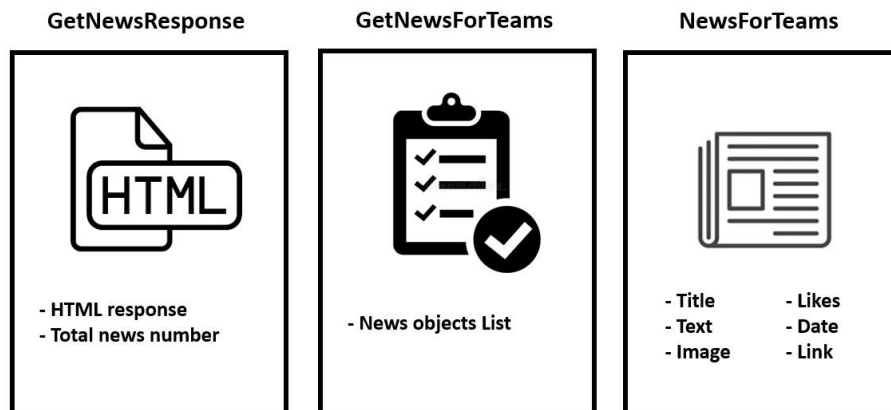 GetNewsResponse
HTML
- HTML response
- Total news number
GetNewsForTeams
- News objects List
NewsForTeams
- Title
- Text
- Image
- Likes
- Date
- Link